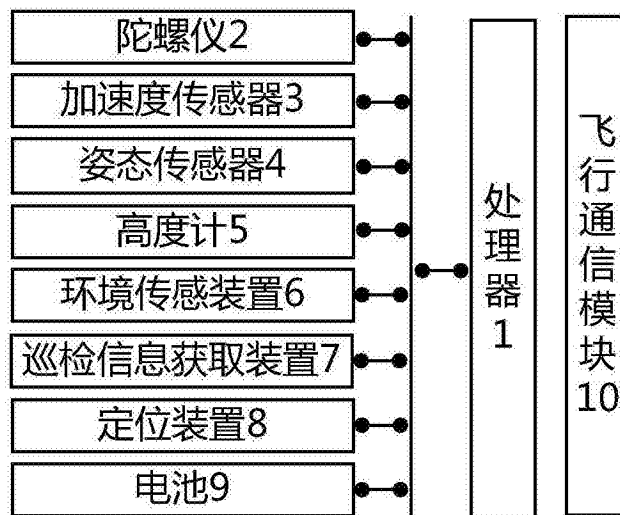 陀螺仪2
加速度传感器3
姿态传感器4
高度计5
环境传感装置6
巡检信息获取装置7
定位装置8
电池9
处理器1
飞行通信模块10